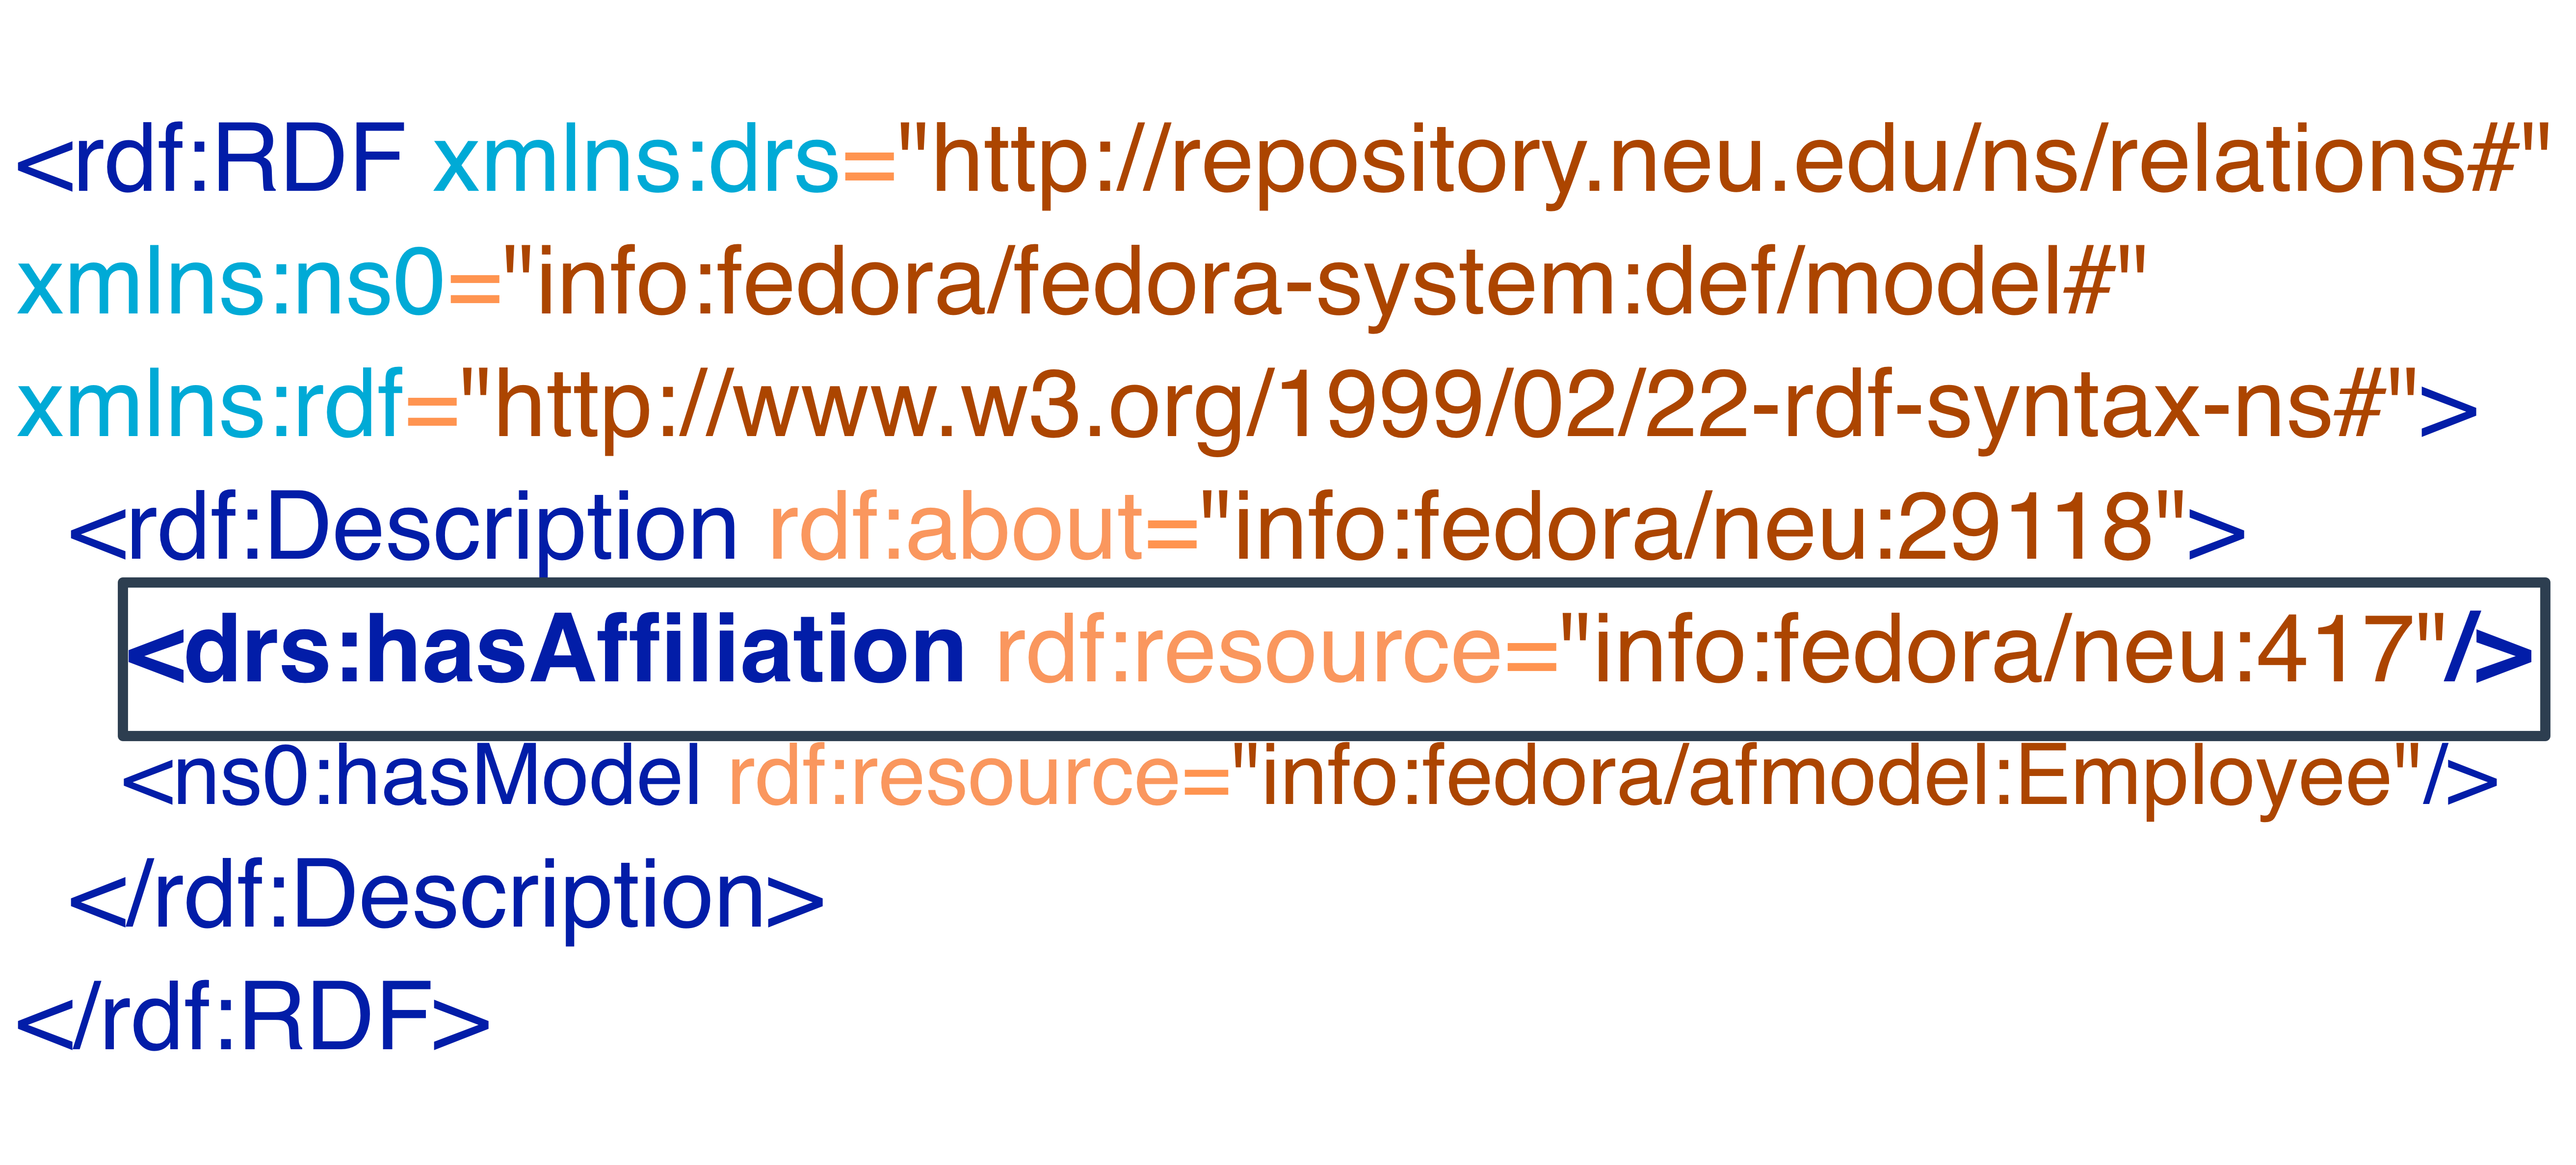 <rdf:RDF xmlns:drs="http://repository.neu.edu/ns/relations#"
xmlns:ns0="info:fedora/fedora-system:def/model#"
xmlns:rdf="http://www.w3.org/1999/02/22-rdf-syntax-ns#">
<rdf:Description rdf:about="info:fedora/neu:29118">
<drs:hasAffiliation rdf:resource="info:fedora/neu:417"/>
<ns0:hasModel rdf:resource="info:fedora/afmodel:Employee"/>
</rdf:Description>
</rdf:RDF>